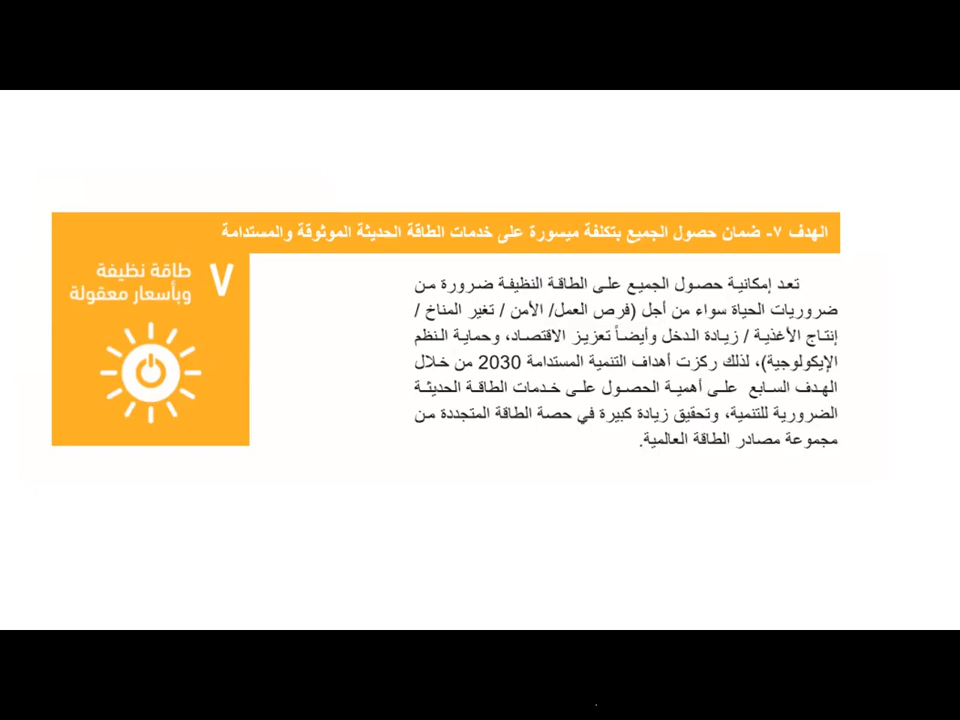 الهدف ٧- ضمان حصول الجميع بتكلفة ميسورة على خدمات الطاقة الحديثة الموثوقة والمستدامة
٧ طاقة نظيفة
وبأسعار معقولة
تعد إمكانية حصول الجميع على الطاقة النظيفة ضرورة من
ضروريات الحياة سواء من أجل (فرص العمل/ الأمن / تغير المناخ /
إنتاج الأغذية / زيادة الدخل وأيضاً تعزيز الاقتصاد، وحماية النظم
الإيكولوجية)، لذلك ركزت أهداف التنمية المستدامة 2030 من خلال
الهدف السابع على أهمية الحصول على خدمات الطاقة الحديثة
الضرورية للتنمية، وتحقيق زيادة كبيرة في حصة الطاقة المتجددة من
مجموعة مصادر الطاقة العالمية.